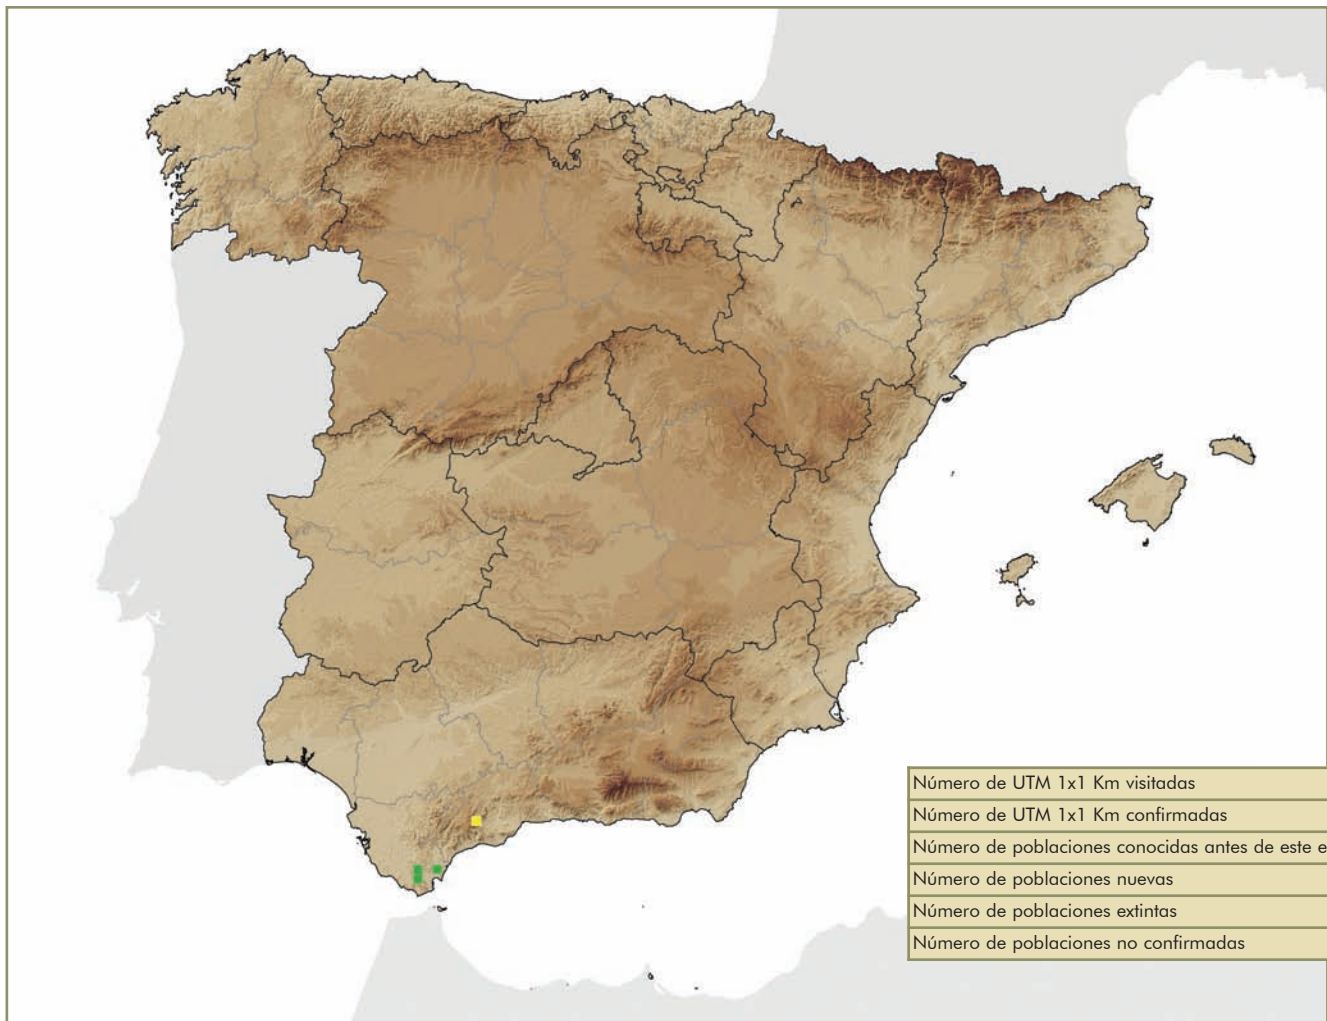 Número de UTM 1x1 Km visitadas
Número de UTM 1x1 Km confirmadas
Número de poblaciones conocidas antes de este e
Número de poblaciones nuevas
Número de poblaciones extintas
Número de poblaciones no confirmadas